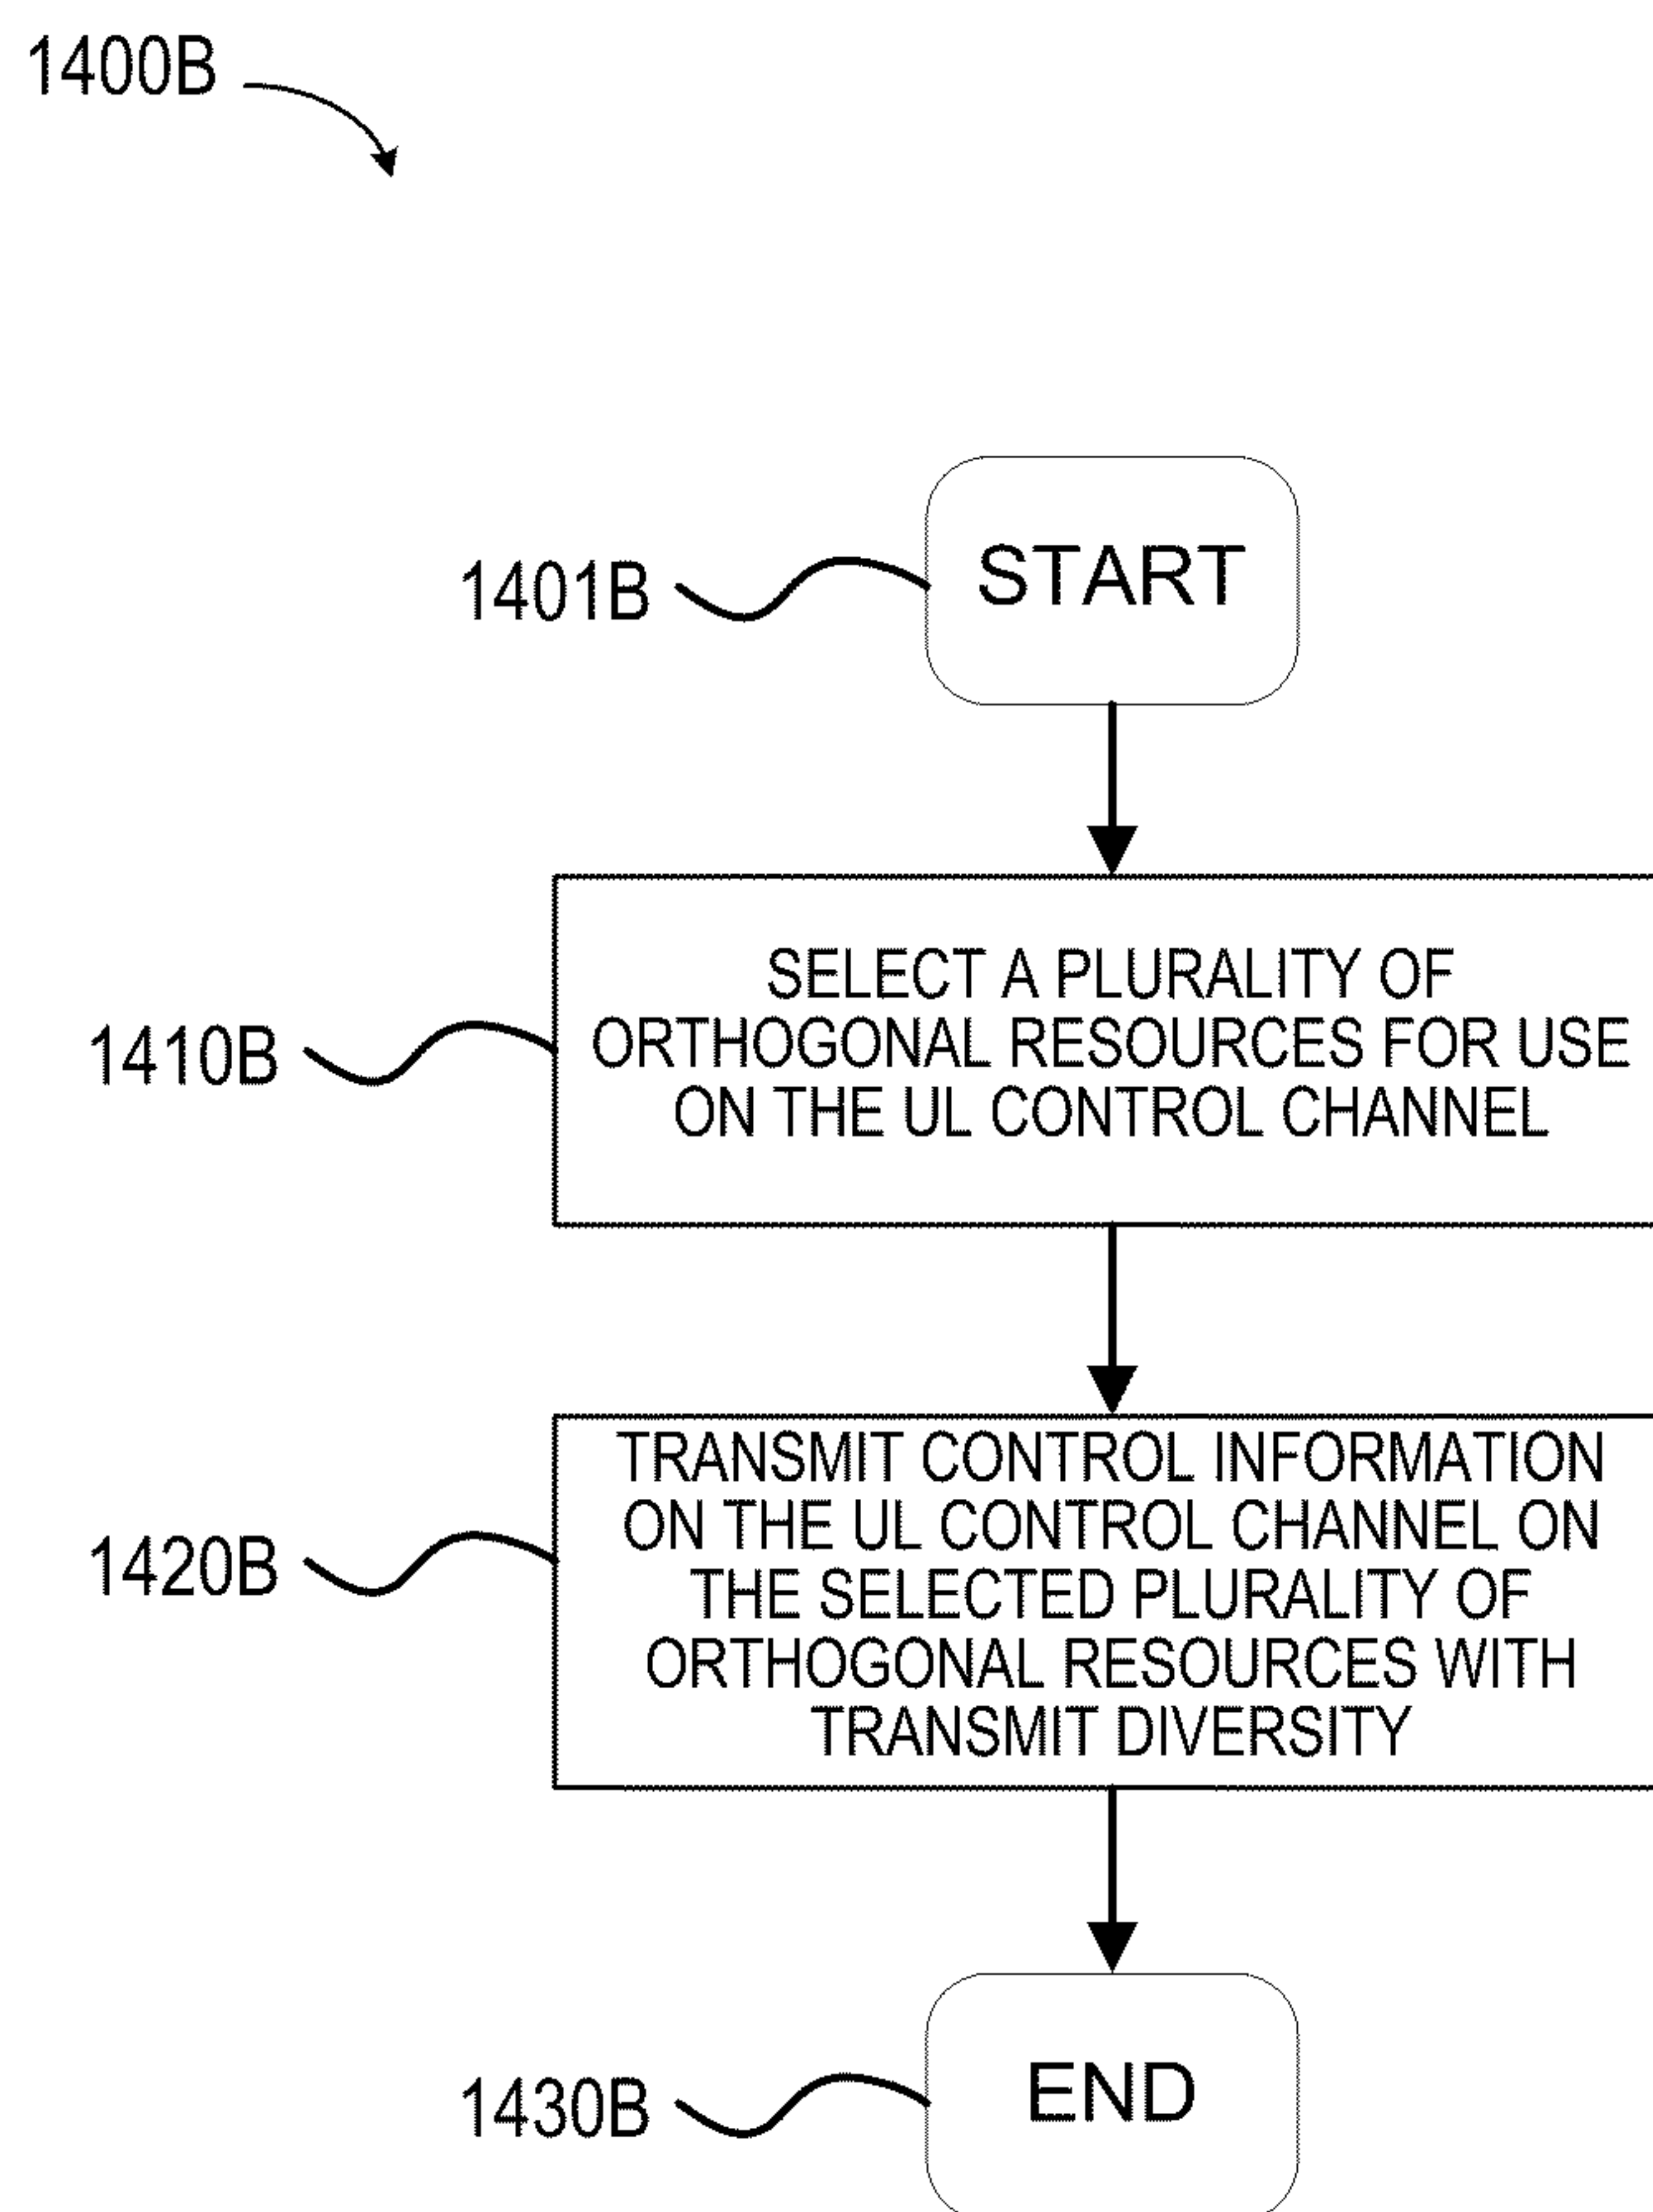 1400B
1401B
START
1410B
SELECT A PLURALITY OF
ORTHOGONAL RESOURCES FOR USE
ON THE UL CONTROL CHANNEL
1420B
TRANSMIT CONTROL INFORMATION
ON THE UL CONTROL CHANNEL ON
THE SELECTED PLURALITY OF
ORTHOGONAL RESOURCES WITH
TRANSMIT DIVERSITY
1430B
END